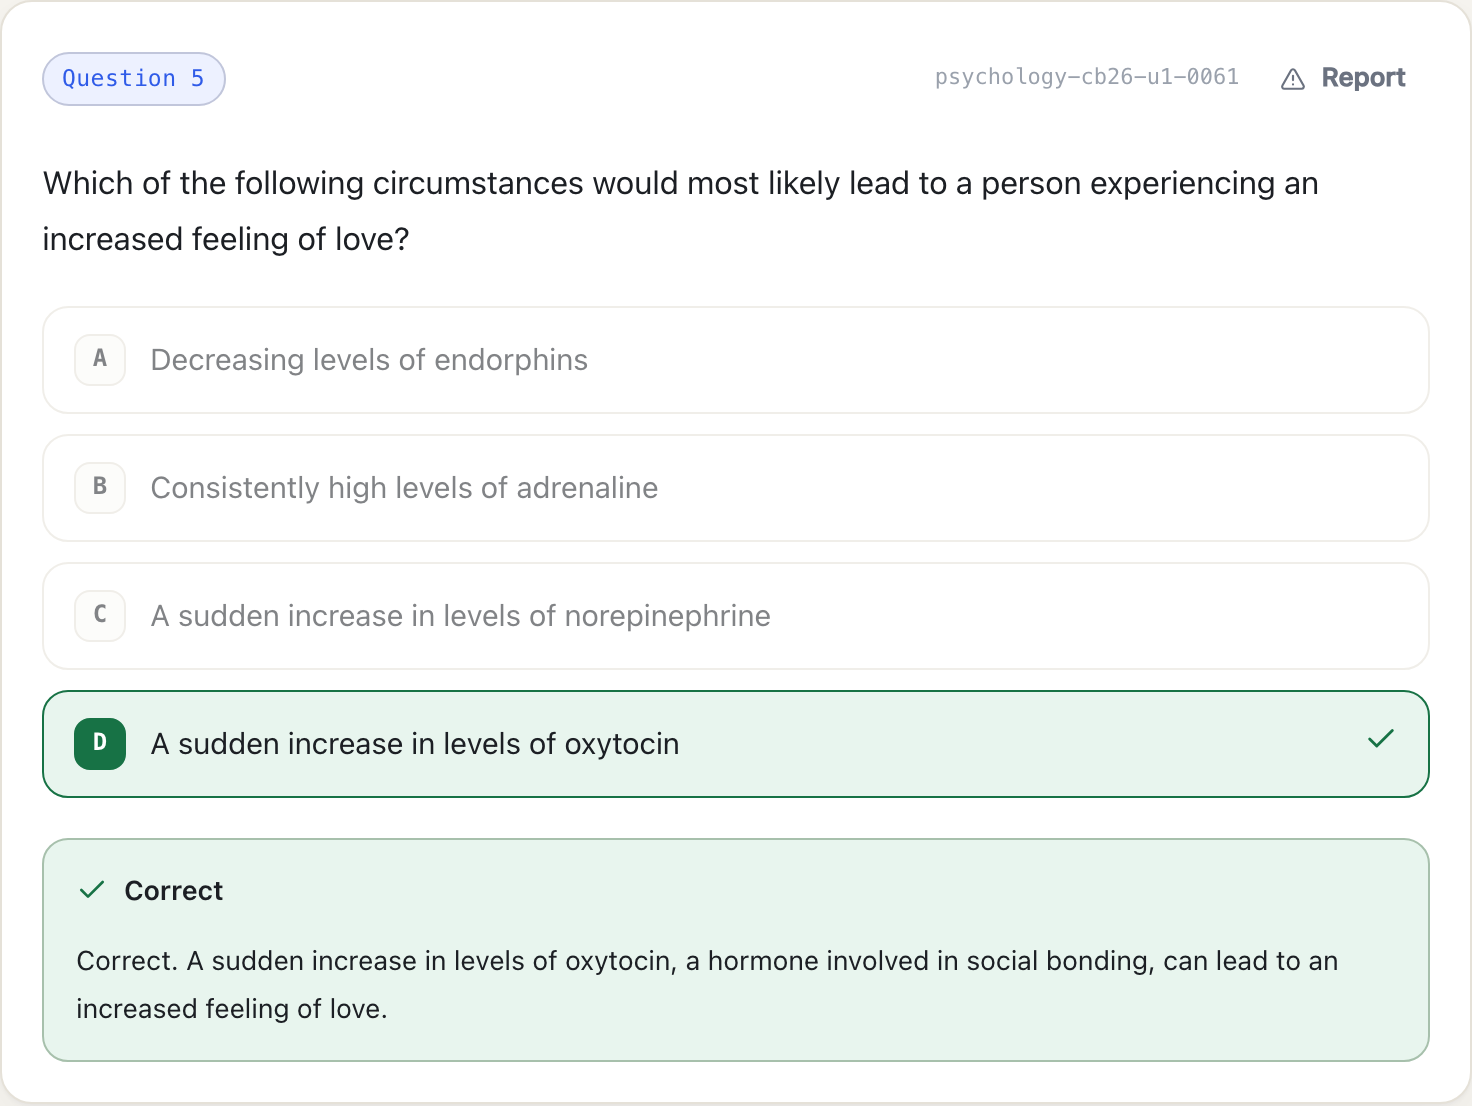 Question 5
psychology-cb26-u1-0061
Report
Which of the following circumstances would most likely lead to a person experiencing an
increased feeling of love?
A Decreasing levels of endorphins
B Consistently high levels of adrenaline
C A sudden increase in levels of norepinephrine
D A sudden increase in levels of oxytocin
Correct
Correct. A sudden increase in levels of oxytocin, a hormone involved in social bonding, can lead to an
increased feeling of love.